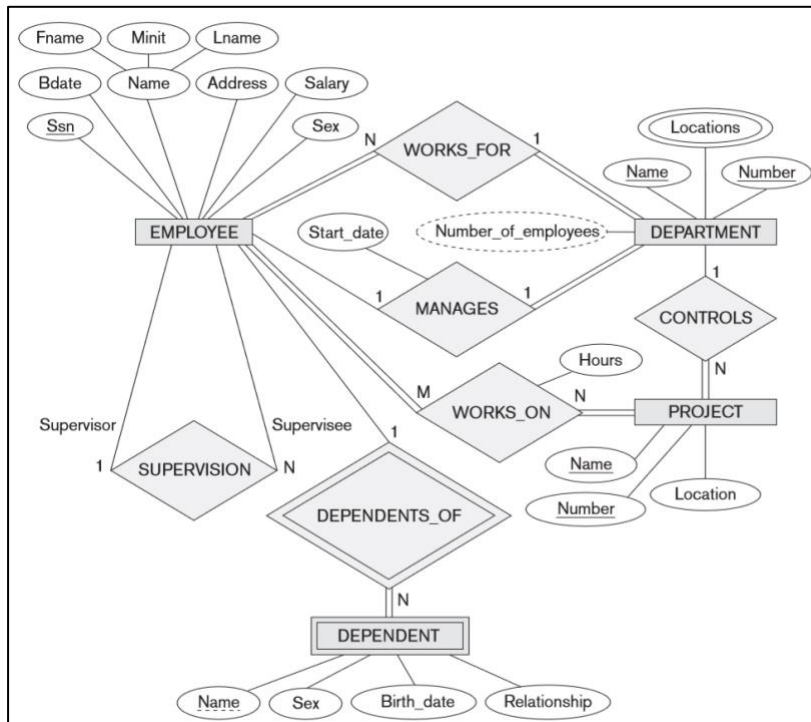 Fname
Minit
Lname
Bdate
Name
Address
Salary
Ssn
Sex
N
WORKS_FOR
1
Locations
Name
Number
EMPLOYEE
Start_date
Number_of_employees
DEPARTMENT
1
MANAGES
1
1
CONTROLS
N
Hours
M
WORKS_ON
N
PROJECT
Supervisor
Supervisee
1
SUPERVISION
N
1
Name
Number
Location
DEPENDENTS_OF
N
DEPENDENT
Name
Sex
Birth_date
Relationship